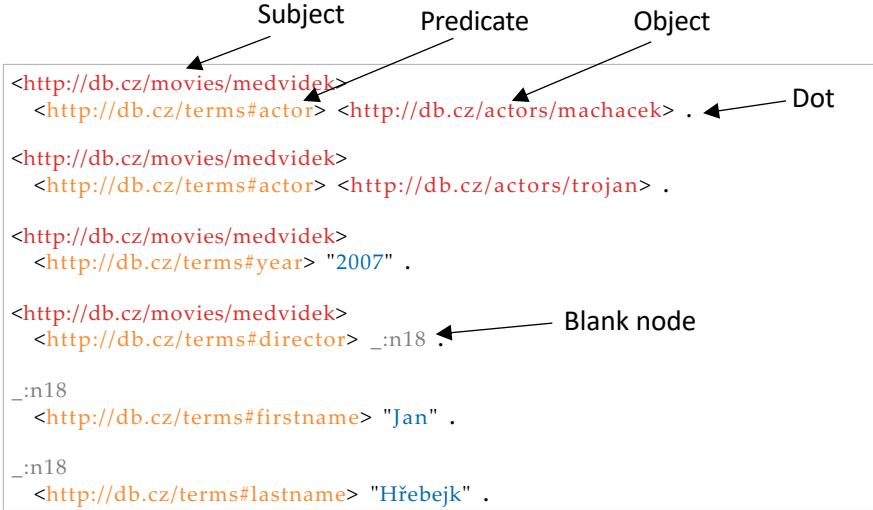 Subject
Predicate
Object
<http://db.cz/movies/medvidek>
<http://db.cz/terms#actor> <http://db.cz/actors/machacek> .
Dot
<http://db.cz/movies/medvidek>
<http://db.cz/terms#actor> <http://db.cz/actors/trojan> .
<http://db.cz/movies/medvidek>
<http://db.cz/terms#year> "2007" .
<http://db.cz/movies/medvidek>
<http://db.cz/terms#director> _:n18 .
Blank node
_:n18
<http://db.cz/terms#firstname> "Jan" .
_:n18
<http://db.cz/terms#lastname> "Hřebejk" .